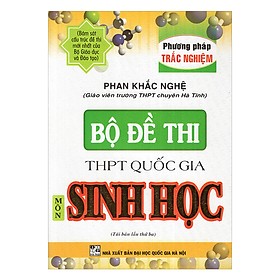 (Bám sát
cấu trúc đề thi
mới nhất của
Bộ Giáo dục
và Đào tạo)
Phương pháp
TRẮC NGHIỆM
PHAN KHẮC NGHỆ
(Giáo viên trường THPT chuyên Hà Tĩnh)
BỘ ĐỀ THI
THPT QUỐC GIA
MÔN
SINH HỌC
(Tái bản lần thứ ba)
NHÀ XUẤT BẢN ĐẠI HỌC QUỐC GIA HÀ NỘI